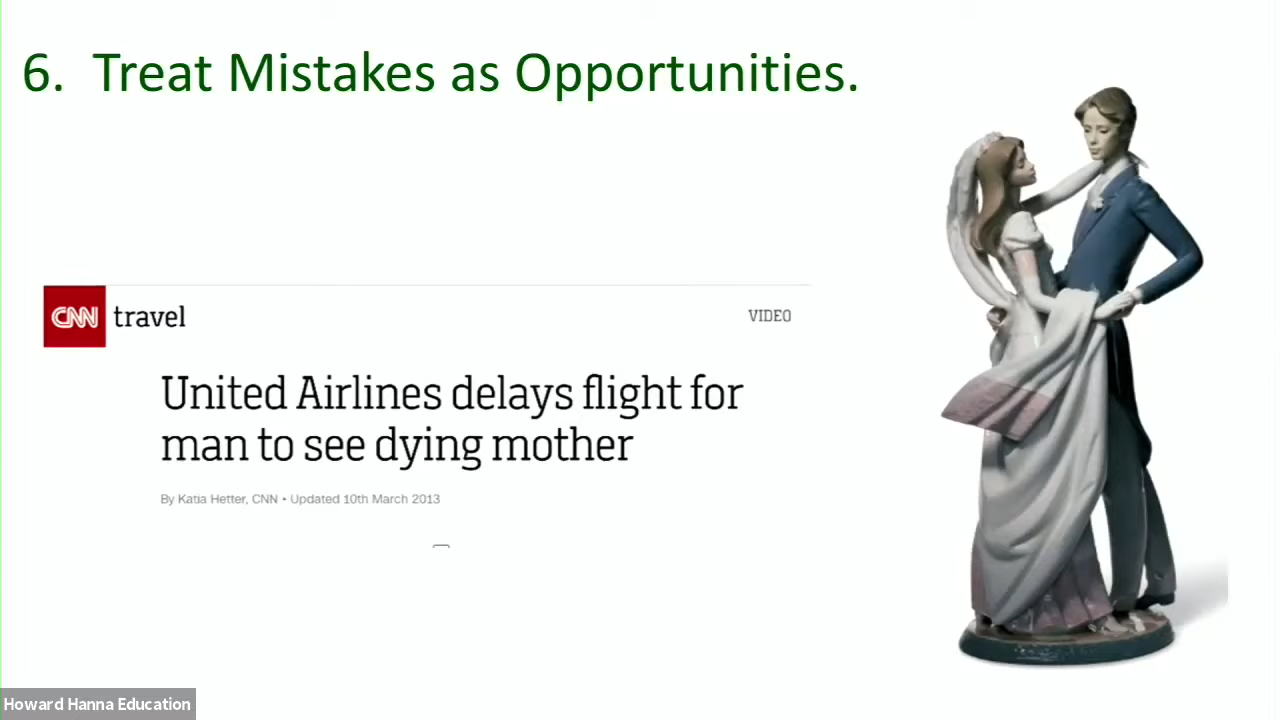 6. Treat Mistakes as Opportunities.
CNN travel
VIDEO
United Airlines delays flight for
man to see dying mother
By Katia Hetter, CNN • Updated 10th March 2013
Howard Hanna Education